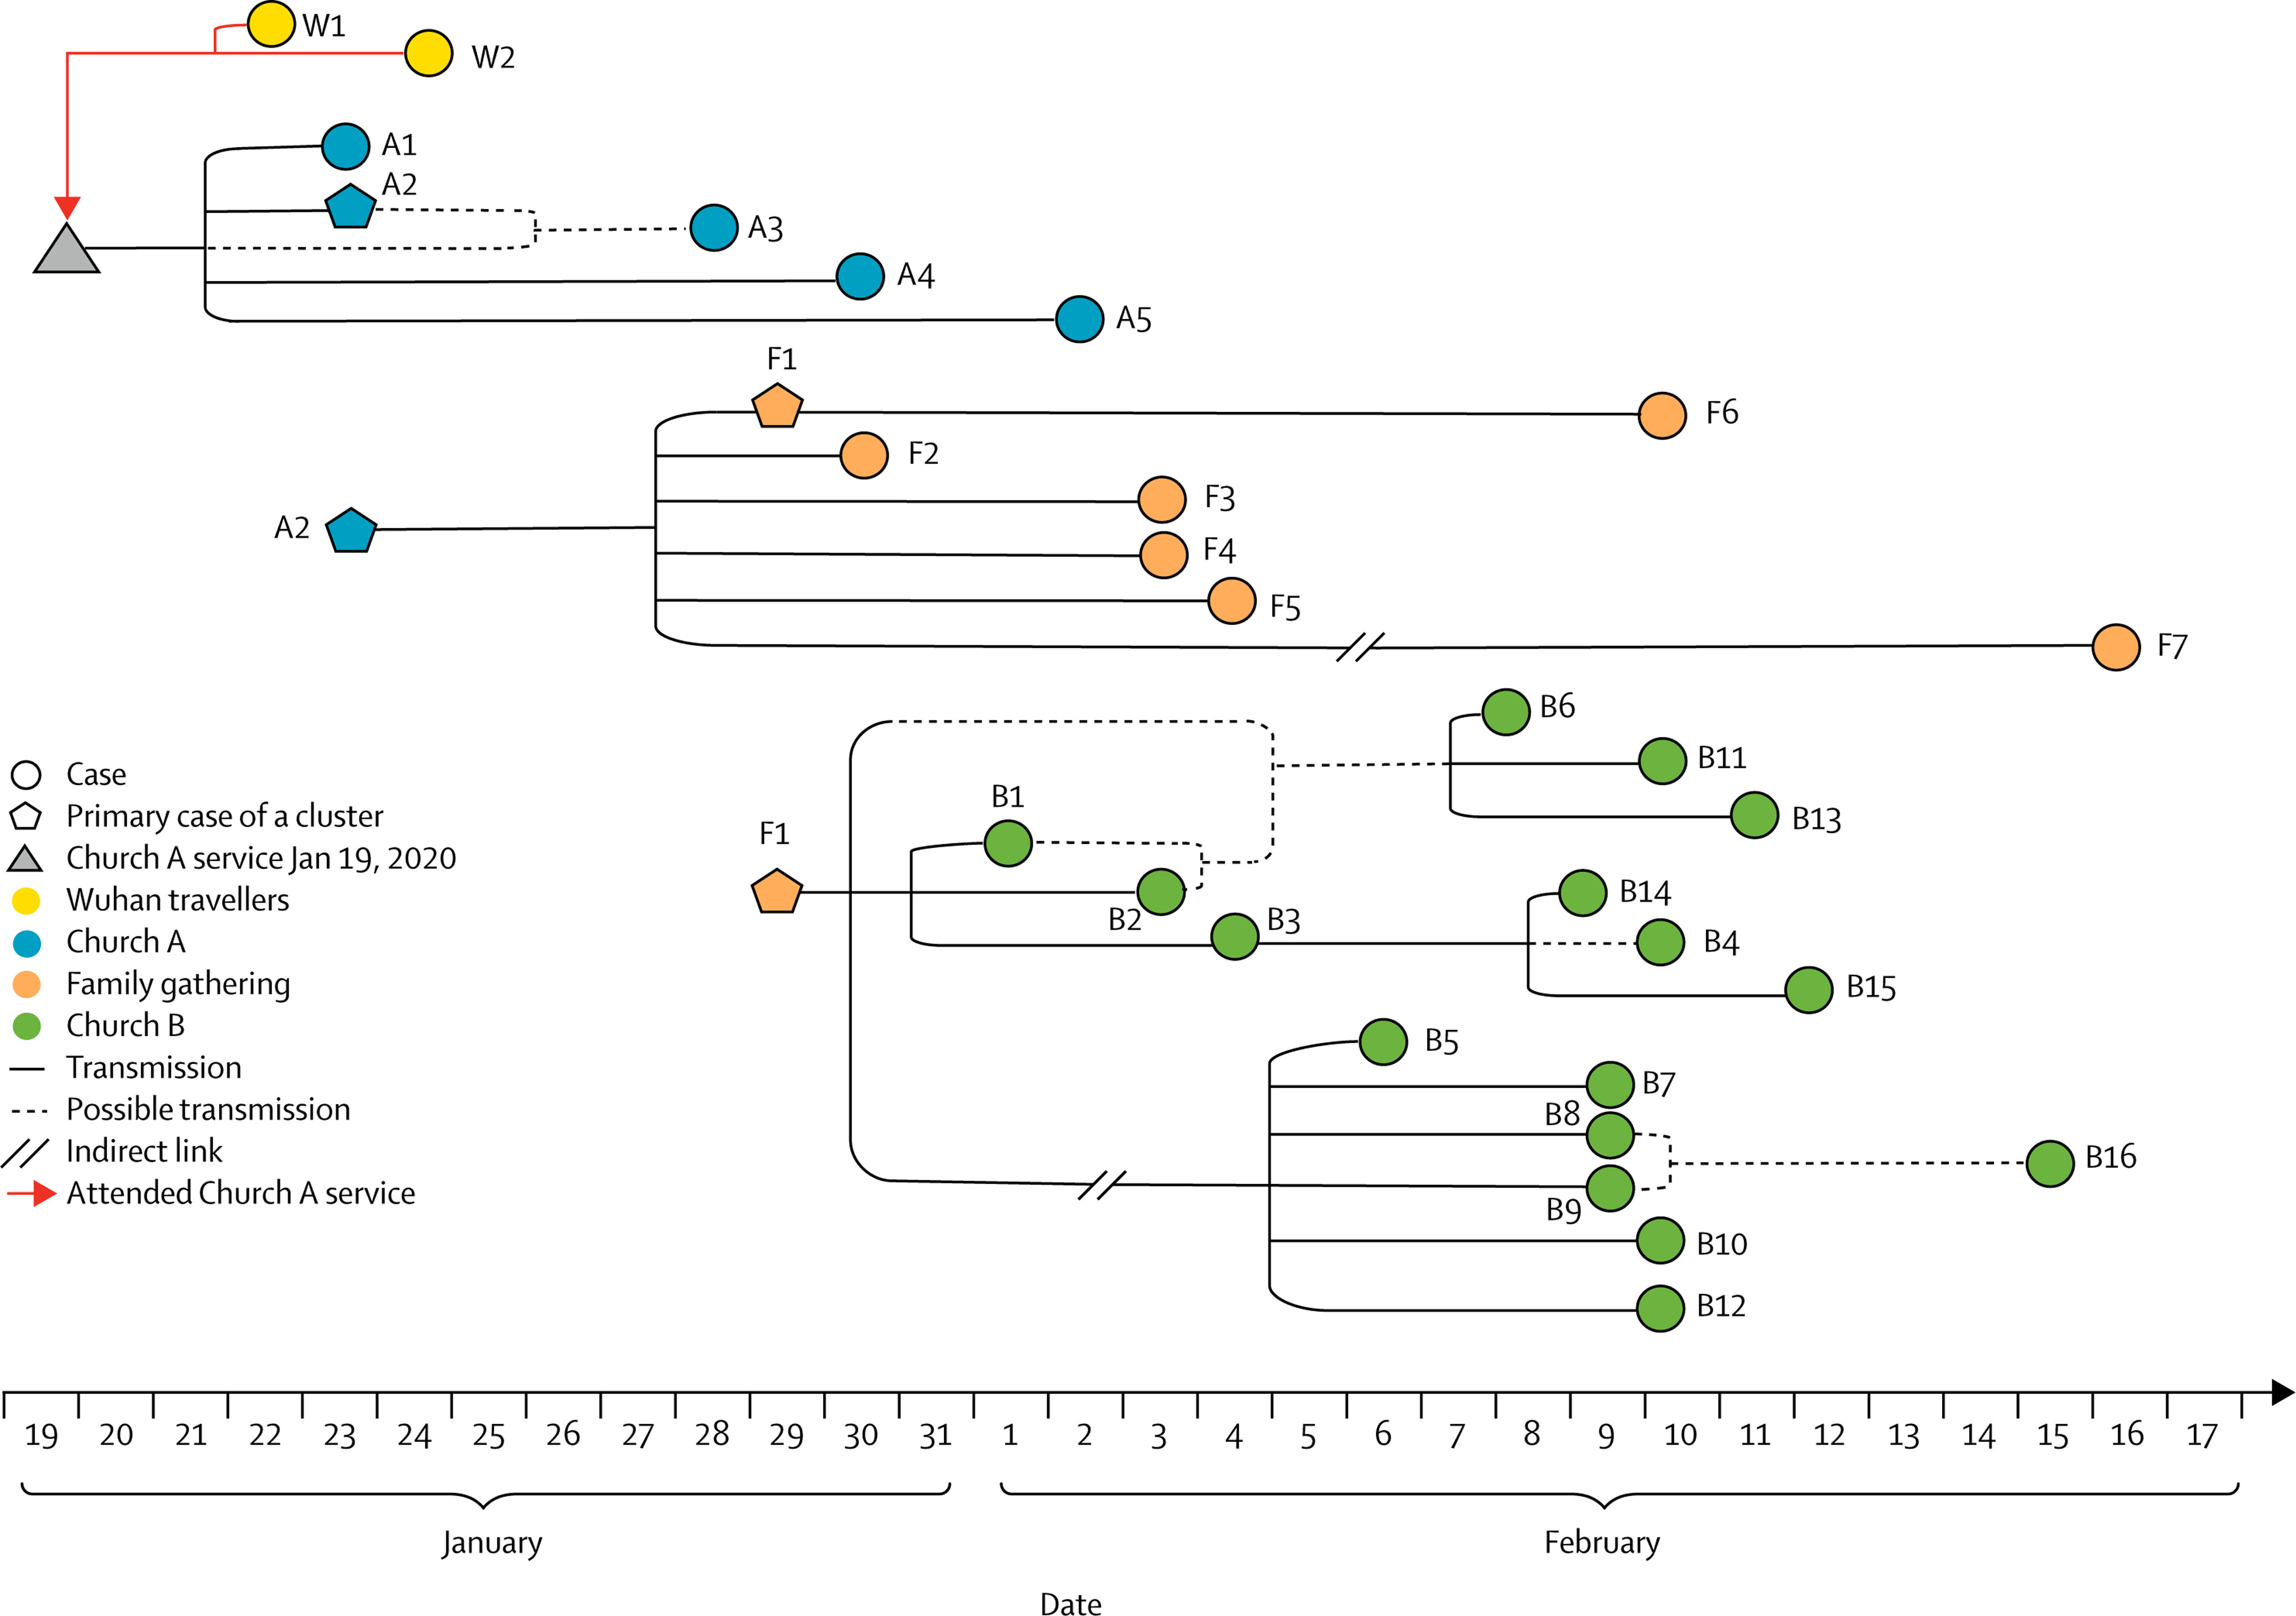 W1
W2
A1
A2
A3
A4
A5
F1
F6
F2
F3
A2
F4
F5
F7
B6
B11
B1
B13
F1
B14
B2
B3
B4
B15
B5
B7
B8
B16
B9
B10
B12
Case
Primary case of a cluster
Church A service Jan 19, 2020
Wuhan travellers
Church A
Family gathering
Church B
Transmission
Possible transmission
Indirect link
Attended Church A service
19 20 21 22 23 24 25 26 27 28 29 30 31 1 2 3 4 5 6 7 8 9 10 11 12 13 14 15 16 17
January February
Date